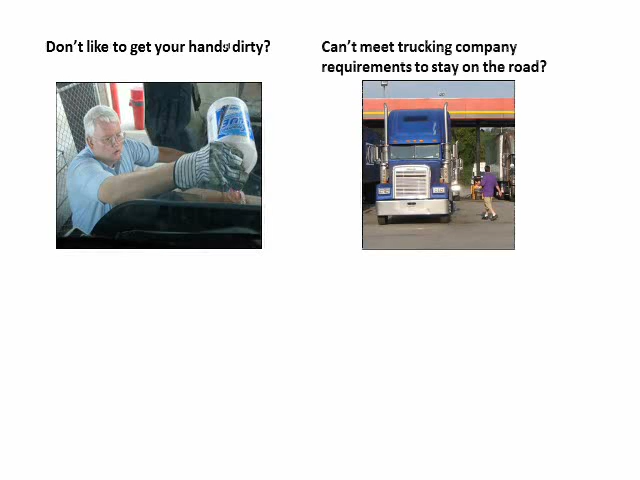 Don't like to get your hands dirty?
Can't meet trucking company
requirements to stay on the road?